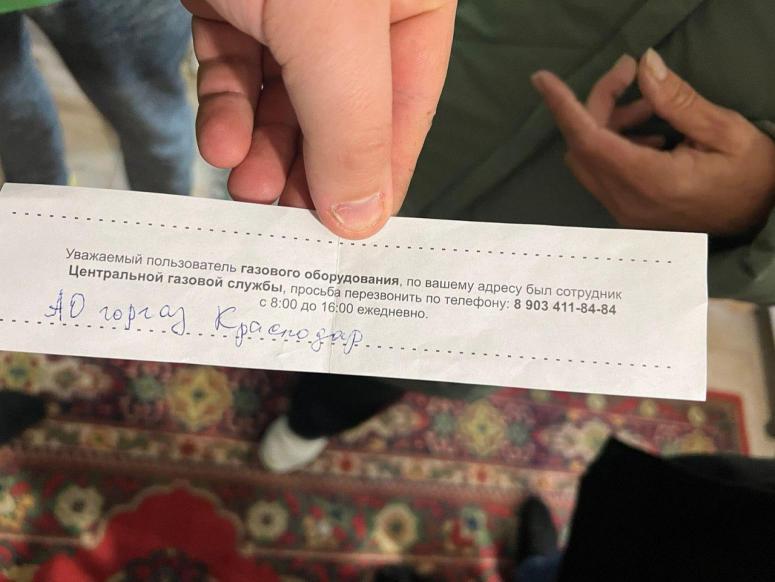 Уважаемый пользователь газового оборудования, по вашему адресу был сотрудник
Центральной газовой службы, просьба перезвонить по телефону: 8 903 411-84-84
с 8:00 до 16:00 ежедневно.
АО горгаз Краснодар